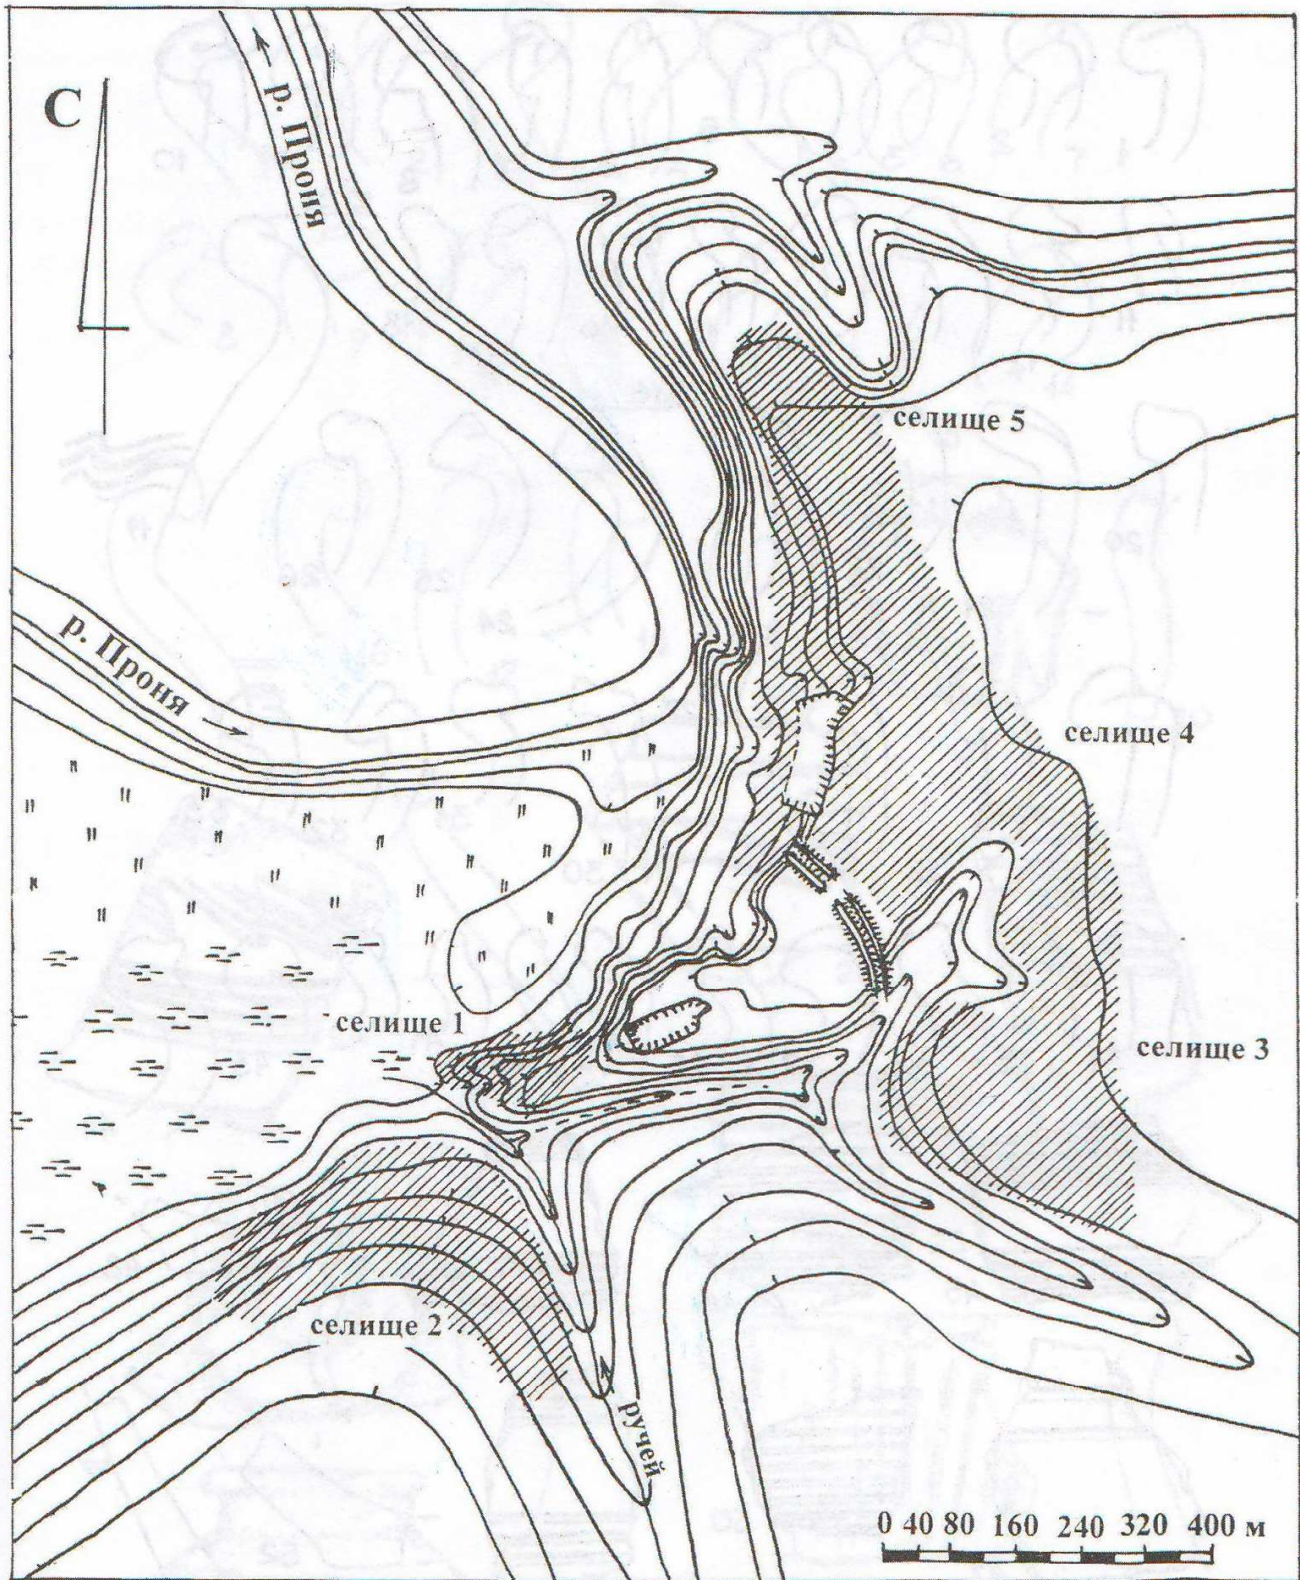 С
р. Проня
р. Проня
селище 5
селище 4
селище 1
селище 3
селище 2
ручей
0 40 80 160 240 320 400 м